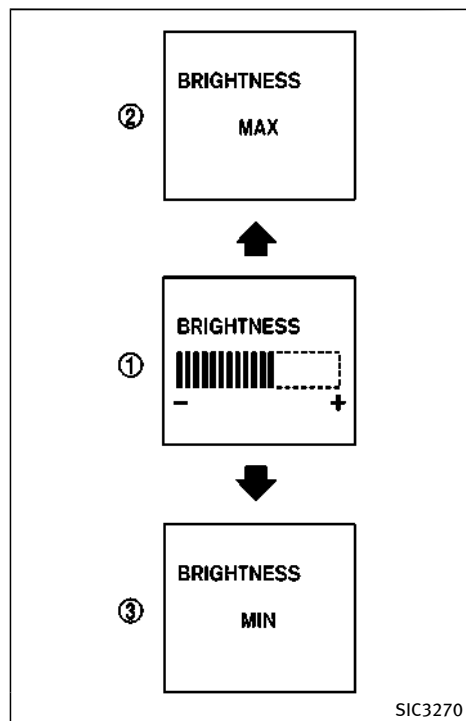 BRIGHTNESS
② MAX
BRIGHTNESS
①
- +
BRIGHTNESS
③ MIN
SIC3270